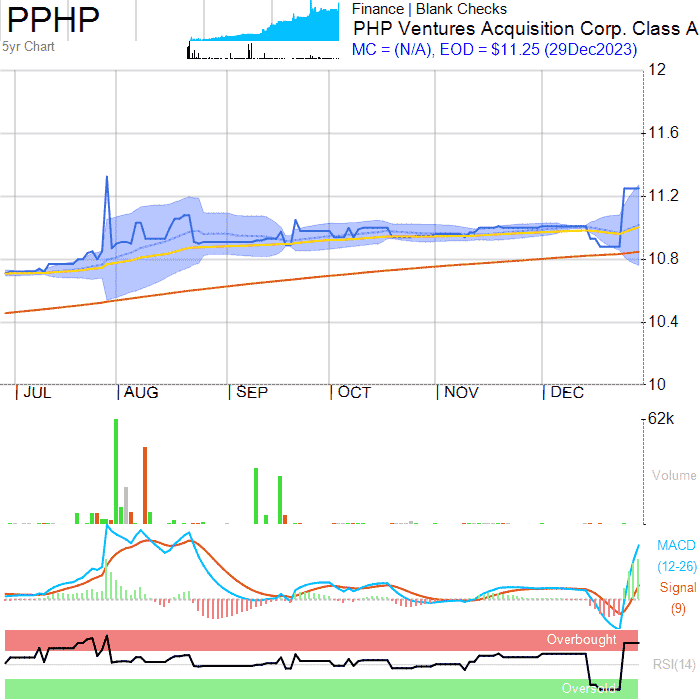 PPHP
5yr Chart
Finance | Blank Checks
PHP Ventures Acquisition Corp. Class A
MC = (N/A), EOD = $11.25 (29Dec2023)
12
11.6
11.2
10.8
10.4
10
JUL AUG SEP OCT NOV DEC
62k
Volume
MACD
(12-26)
Signal
(9)
Overbought
RSI(14)
Oversold